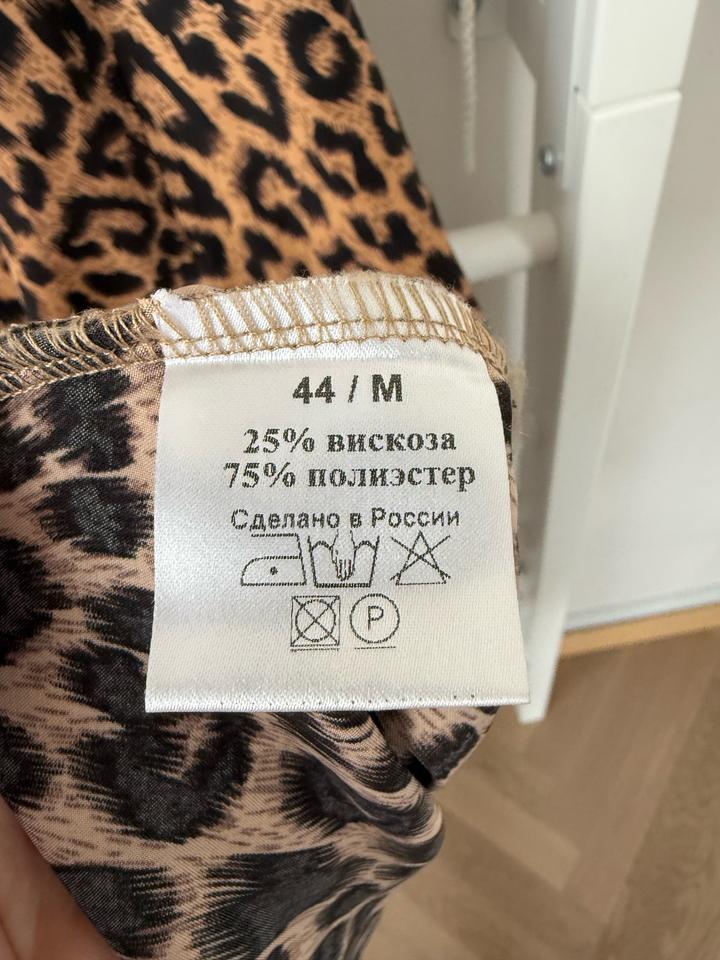 44 / M
25% вискоза
75% полиэстер
Сделано в России
P